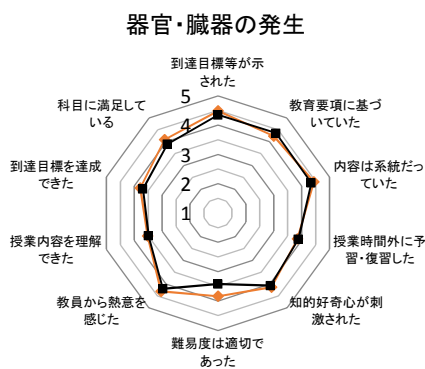 器官・臓器の発生
到達目標等が示
された
教育要項に基づ
いていた
内容は系統だっ
ていた
授業時間外に予
習・復習した
知的好奇心が刺
激された
難易度は適切で
あった
教員から熱意を
感じた
授業内容を理解
できた
到達目標を達成
できた
科目に満足して
いる
5
4
3
2
1